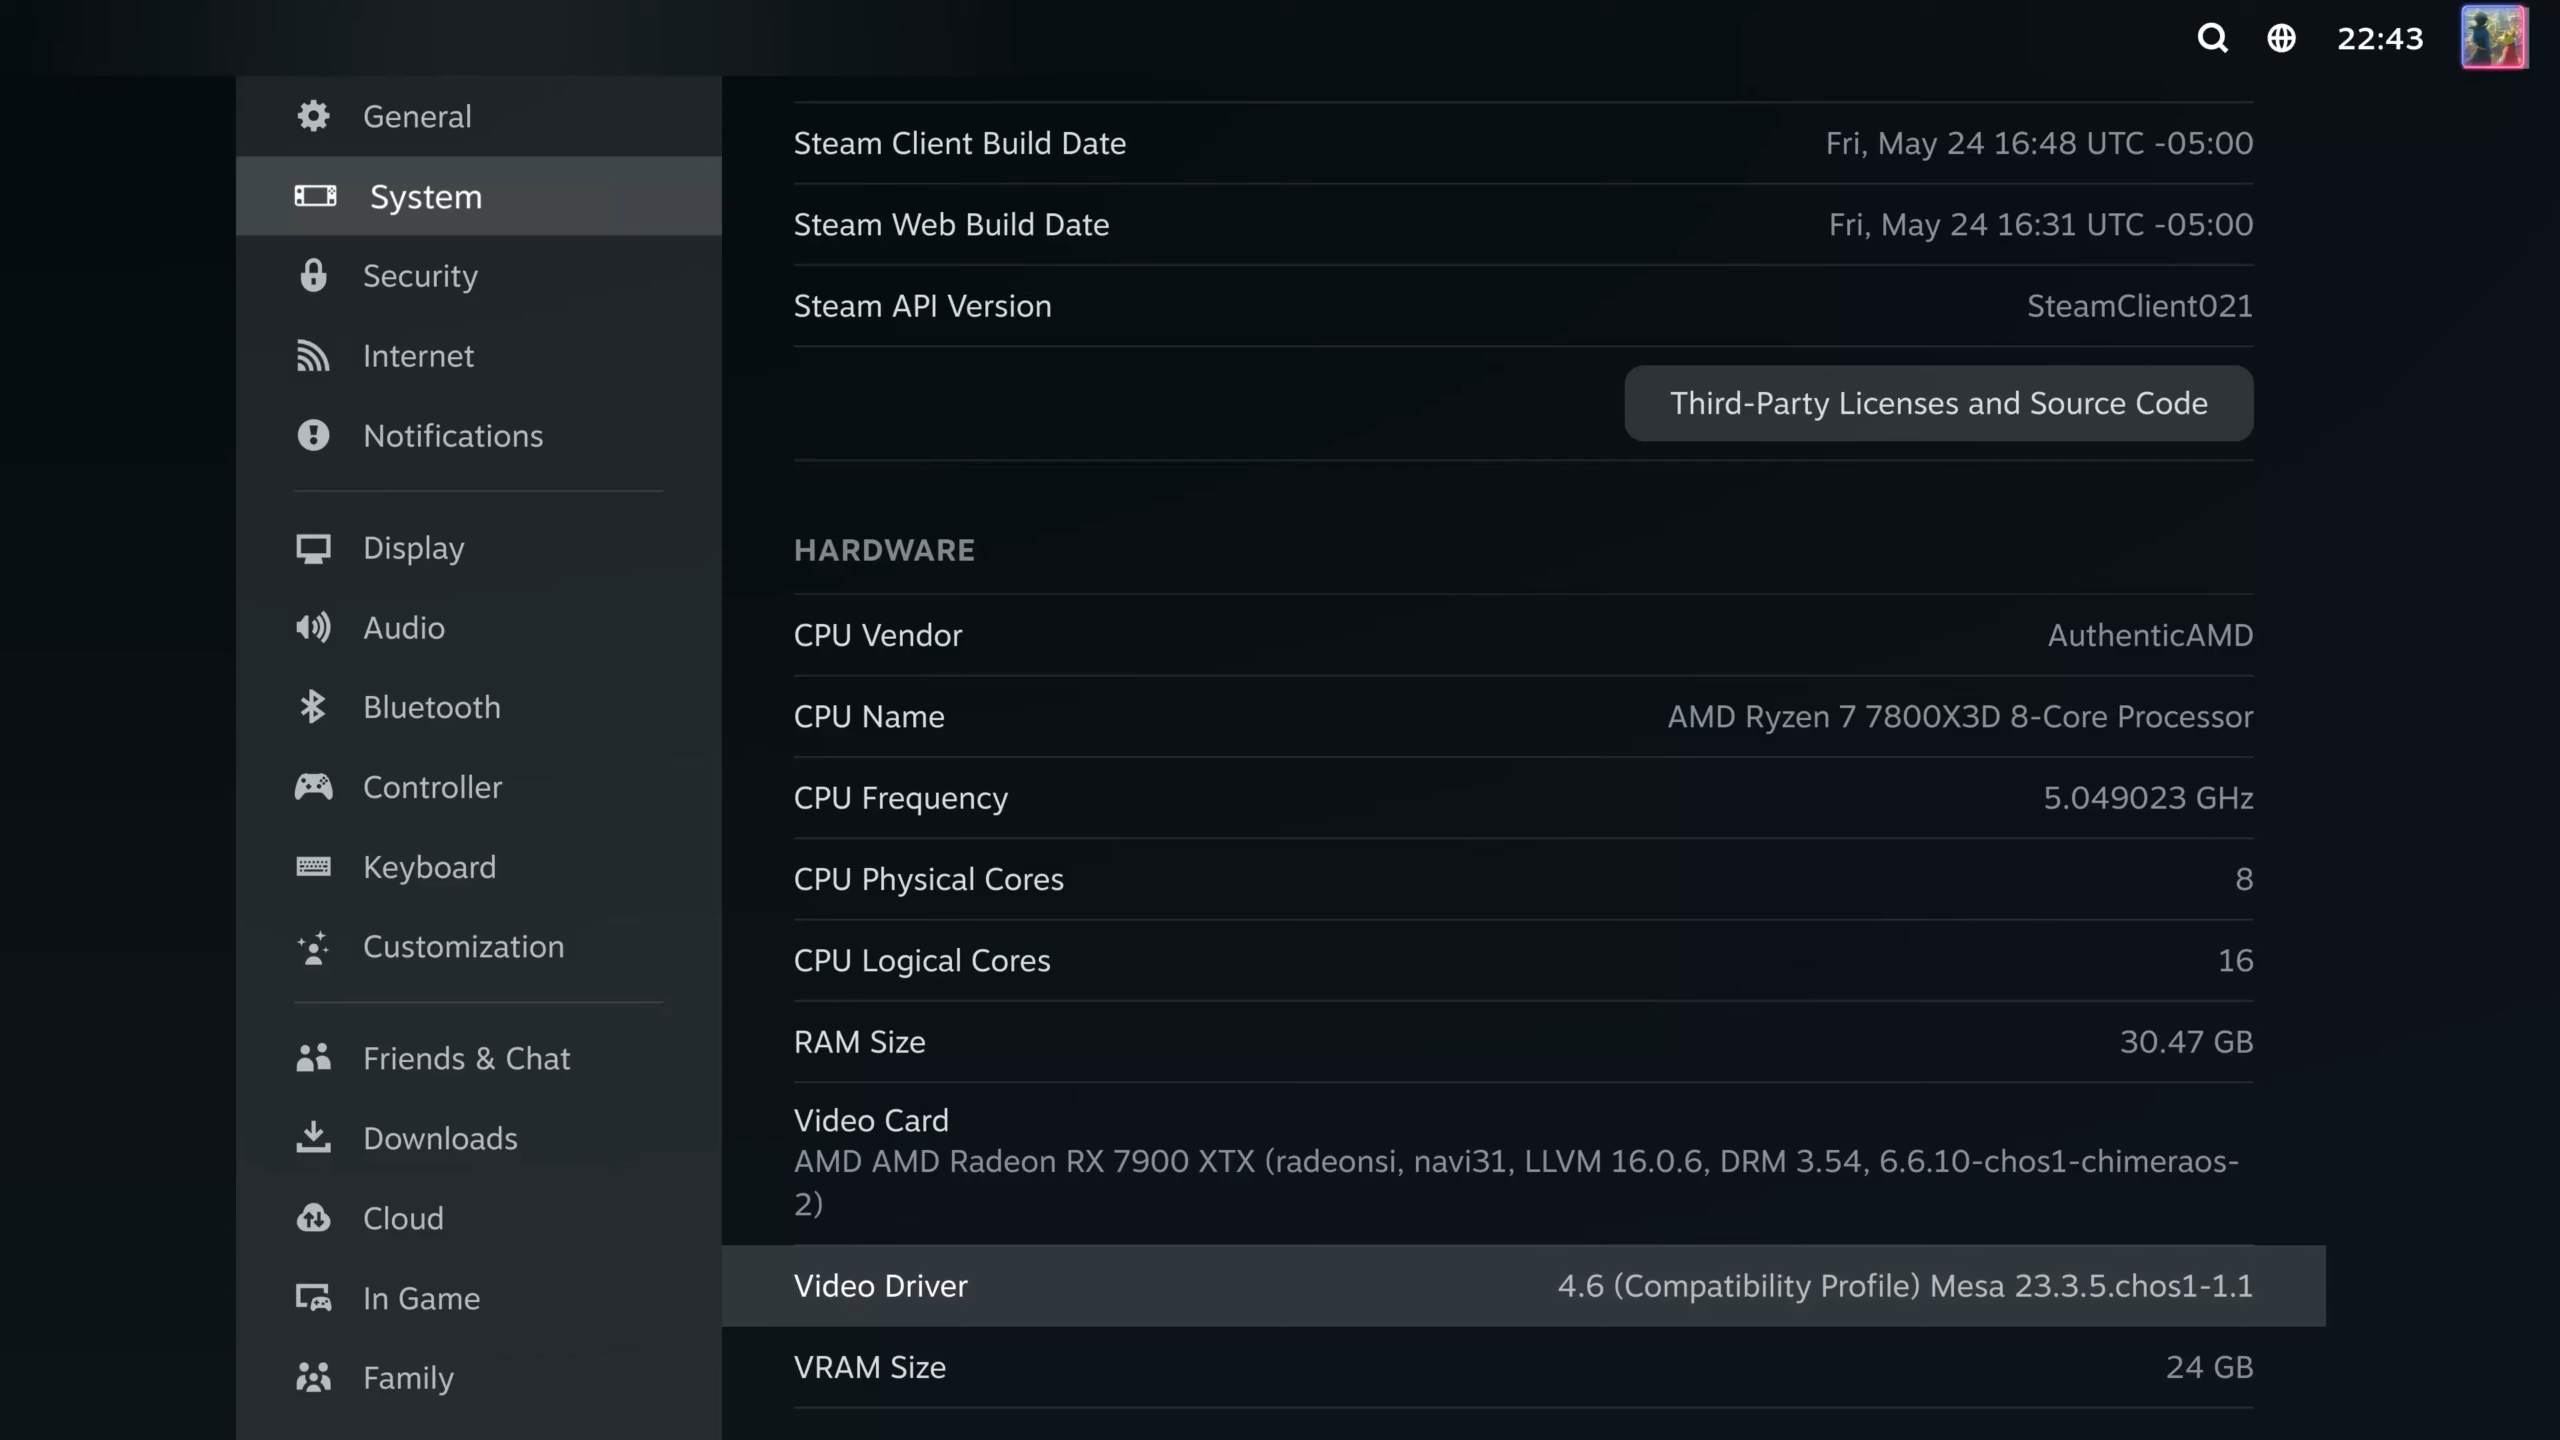 22:43
General
System
Security
Internet
Notifications
Display
Audio
Bluetooth
Controller
Keyboard
Customization
Friends & Chat
Downloads
Cloud
In Game
Family
Steam Client Build Date Fri, May 24 16:48 UTC -05:00
Steam Web Build Date Fri, May 24 16:31 UTC -05:00
Steam API Version SteamClient021
Third-Party Licenses and Source Code
HARDWARE
CPU Vendor AuthenticAMD
CPU Name AMD Ryzen 7 7800X3D 8-Core Processor
CPU Frequency 5.049023 GHz
CPU Physical Cores 8
CPU Logical Cores 16
RAM Size 30.47 GB
Video Card
AMD AMD Radeon RX 7900 XTX (radeonsi, navi31, LLVM 16.0.6, DRM 3.54, 6.6.10-chos1-chimeraos-
2)
Video Driver 4.6 (Compatibility Profile) Mesa 23.3.5.chos1-1.1
VRAM Size 24 GB